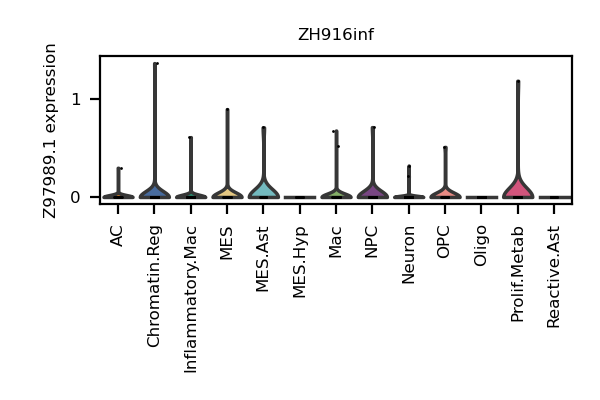 ZH916inf
Z97989.1 expression
1
0
AC
Chromatin.Reg
Inflammatory.Mac
MES
MES.Ast
MES.Hyp
Mac
NPC
Neuron
OPC
Oligo
Prolif.Metab
Reactive.Ast